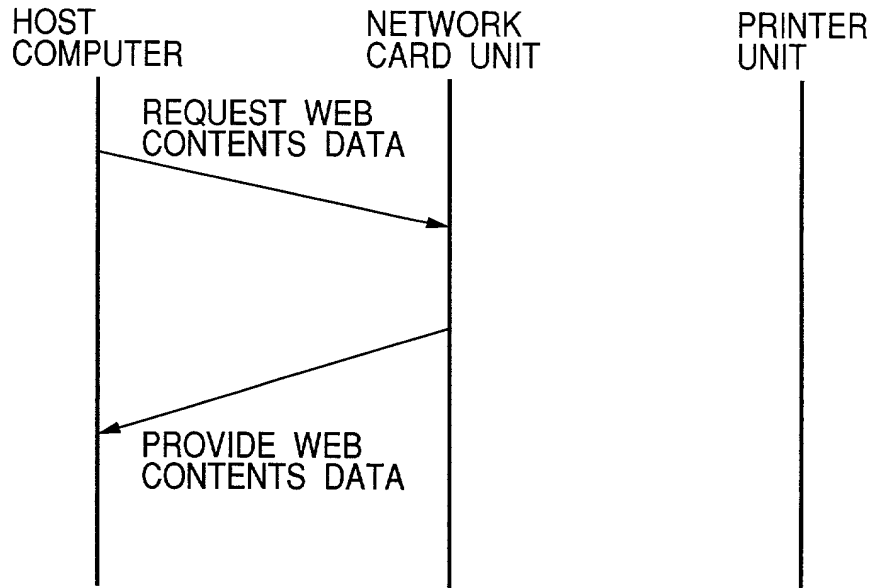 HOST
COMPUTER
NETWORK
CARD UNIT
PRINTER
UNIT
REQUEST WEB
CONTENTS DATA
PROVIDE WEB
CONTENTS DATA